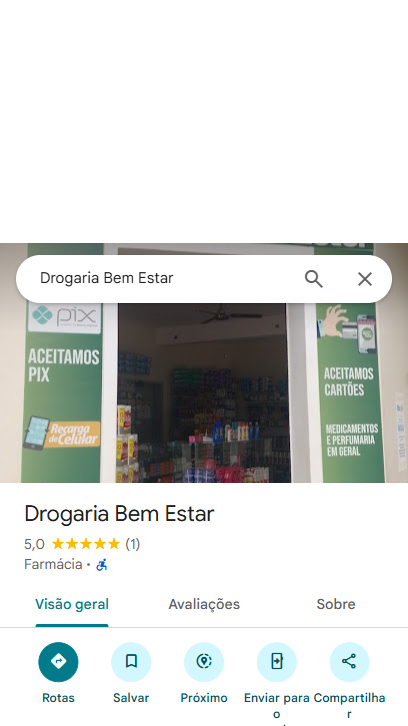 Drogaria Bem Estar
pix
ACEITAMOS
PIX
Recarga
de Celular
ACEITAMOS
CARTÕES
MEDICAMENTOS
E PERFUMARIA
EM GERAL
Drogaria Bem Estar
5,0 (1)
Farmácia •
Visão geral
Avaliações
Sobre
Rotas
Salvar
Próximo
Enviar para
o
Compartilha
r